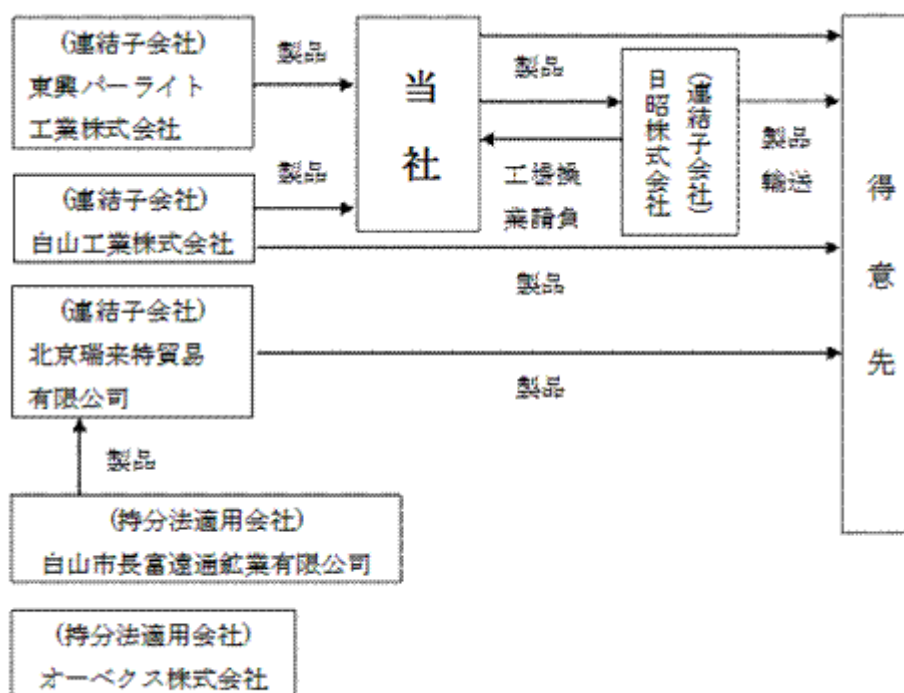 (連結子会社)
東興パーライト
工業株式会社
製品
当社
製品
(連結子会社)
日昭株式会社
製品
輸送
得意先
工場操
業請負
(連結子会社)
白山工業株式会社
製品
製品
(連結子会社)
北京瑞来特貿易
有限公司
製品
製品
(持分法適用会社)
白山市長富遠通鉱業有限公司
(持分法適用会社)
オーベクス株式会社